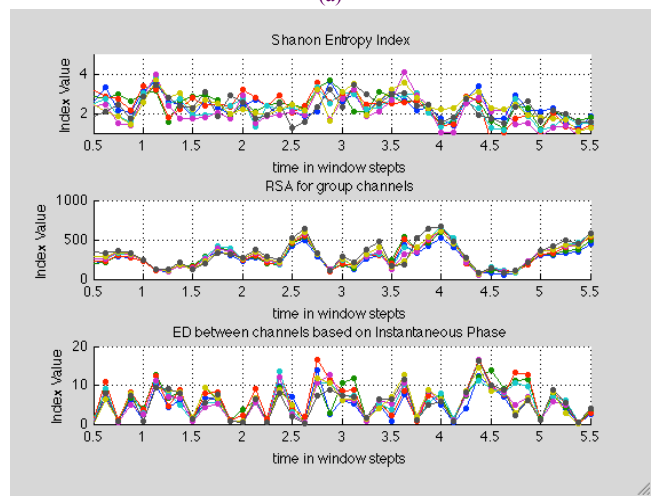 (a)
Shanon Entropy Index
Index Value
4
2
0.5 1 1.5 2 2.5 3 3.5 4 4.5 5 5.5
time in window stepts
RSA for group channels
Index Value
1000
500
0
0.5 1 1.5 2 2.5 3 3.5 4 4.5 5 5.5
time in window stepts
ED between channels based on Instantaneous Phase
Index Value
20
10
0
0.5 1 1.5 2 2.5 3 3.5 4 4.5 5 5.5
time in window stepts